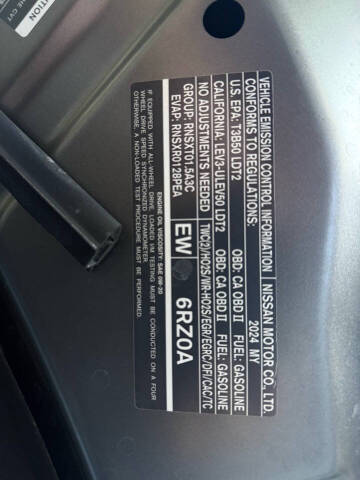 VEHICLE EMISSION CONTROL INFORMATION NISSAN MOTOR CO., LTD.
CONFORMS TO REGULATIONS: 2024 MY
U.S. EPA: T3B50 LDT2 OBD: CA OBD II FUEL: GASOLINE
CALIFORNIA: LEV3-ULEV50 LDT2 OBD: CA OBD II FUEL: GASOLINE
NO ADJUSTMENTS NEEDED TWC(2)/HO2S/WR-HO2S/EGR/EGRC/DFI/CAC/TC
GROUP: RNSXT01.5A3C
EVAP: RNSXR0128PEA
EW 6RZ0A
ENGINE OIL VISCOSITY: SAE 0W-20
IF EQUIPPED WITH ALL-WHEEL DRIVE, LOADED I/M TESTING MUST BE CONDUCTED ON A FOUR
WHEEL DRIVE SPEED SYNCHRONIZED DYNAMOMETER.
OTHERWISE, A NON-LOADED TEST PROCEDURE MUST BE PERFORMED.